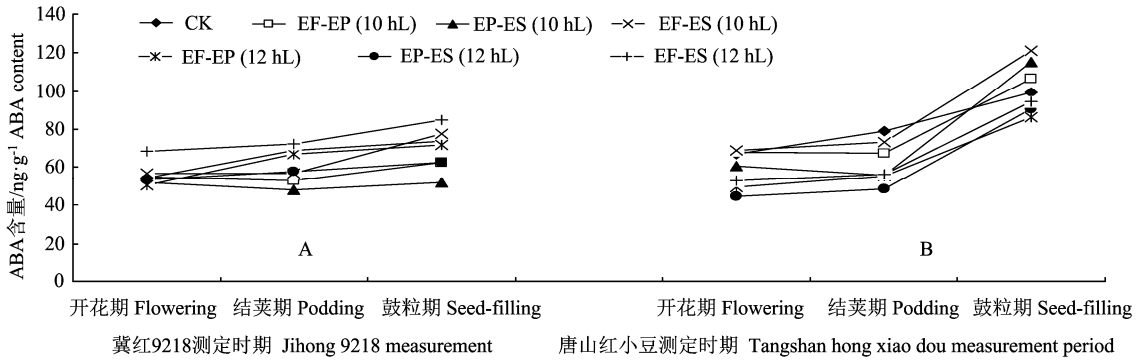 140
120
100
80
60
40
20
0
ABA含量/ng·g⁻¹ ABA content
CK EF-EP (10 hL) EP-ES (10 hL) EF-ES (10 hL)
EF-EP (12 hL) EP-ES (12 hL) EF-ES (12 hL)
A B
开花期 Flowering 结荚期 Podding 鼓粒期 Seed-filling 开花期 Flowering 结荚期 Podding 鼓粒期 Seed-filling
冀红9218测定时期 Jihong 9218 measurement 唐山红小豆测定时期 Tangshan hong xiao dou measurement period